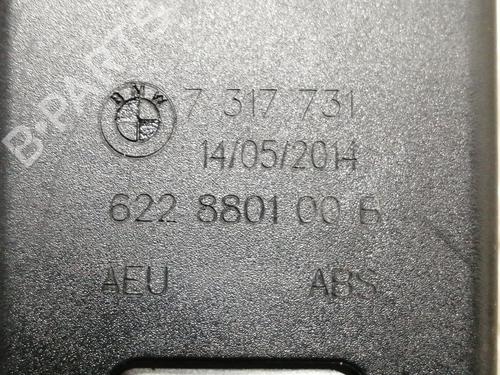 B-PARTS
BMW
7 317 731
14/05/2014
622 8801 00 B
AEU ABS